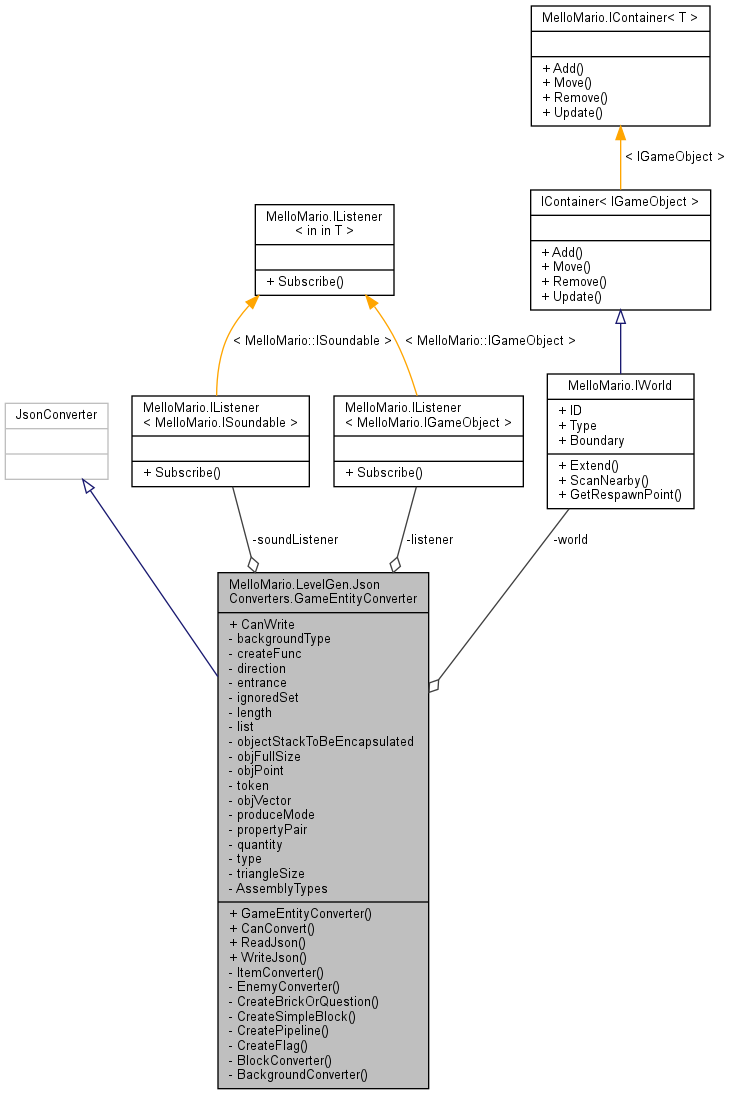 MelloMario.IContainer< T >
+ Add()
+ Move()
+ Remove()
+ Update()
< IGameObject >
IContainer< IGameObject >
+ Add()
+ Move()
+ Remove()
+ Update()
MelloMario.IListener
< in in T >
+ Subscribe()
< MelloMario::ISoundable >
< MelloMario::IGameObject >
JsonConverter
MelloMario.IListener
< MelloMario.ISoundable >
+ Subscribe()
MelloMario.IListener
< MelloMario.IGameObject >
+ Subscribe()
MelloMario.IWorld
+ ID
+ Type
+ Boundary
+ Extend()
+ ScanNearby()
+ GetRespawnPoint()
-soundListener
-listener
-world
MelloMario.LevelGen.Json
Converters.GameEntityConverter
+ CanWrite
- backgroundType
- createFunc
- direction
- entrance
- ignoredSet
- length
- list
- objectStackToBeEncapsulated
- objFullSize
- objPoint
- token
- objVector
- produceMode
- propertyPair
- quantity
- type
- triangleSize
- AssemblyTypes
+ GameEntityConverter()
+ CanConvert()
+ ReadJson()
+ WriteJson()
- ItemConverter()
- EnemyConverter()
- CreateBrickOrQuestion()
- CreateSimpleBlock()
- CreatePipeline()
- CreateFlag()
- BlockConverter()
- BackgroundConverter()